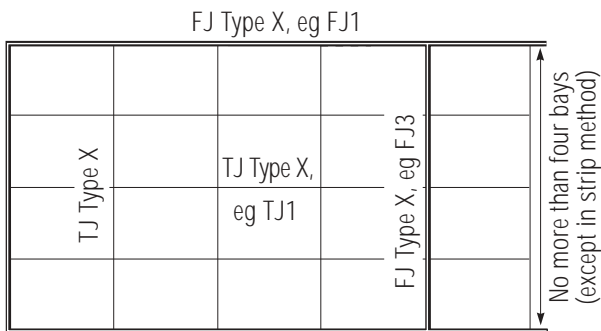 FJ Type X, eg FJ1
TJ Type X
TJ Type X,
eg TJ1
FJ Type X, eg FJ3
No more than four bays
(except in strip method)